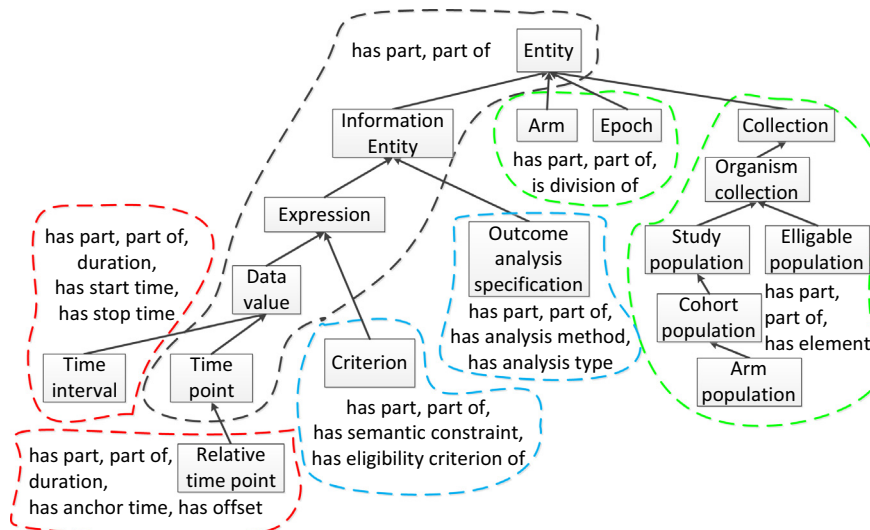 has part, part of
Entity
Information
Entity
Arm
Epoch
Collection
has part, part of,
is division of
Organism
collection
Expression
has part, part of,
duration,
has start time,
has stop time
Outcome
analysis
specification
Study
population
Elligable
population
Data
value
has part, part of,
has analysis method,
has analysis type
has part,
part of,
has element
Cohort
population
Time
interval
Time
point
Criterion
Arm
population
has part, part of,
has semantic constraint,
has eligibility criterion of
has part, part of,
duration,
has anchor time, has offset
Relative
time point